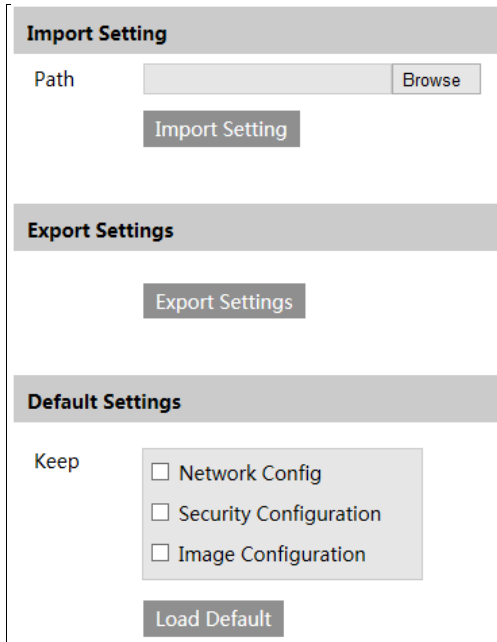 Import Setting
Path Browse
Import Setting
Export Settings
Export Settings
Default Settings
Keep
Network Config
Security Configuration
Image Configuration
Load Default